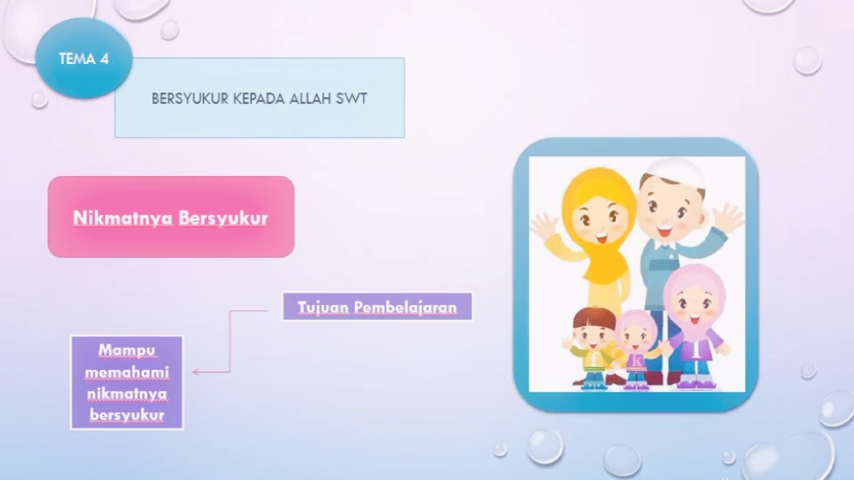 TEMA 4
BERSYUKUR KEPADA ALLAH SWT
Nikmatnya Bersyukur
Tujuan Pembelajaran
Mampu
memahami
nikmatnya
bersyukur